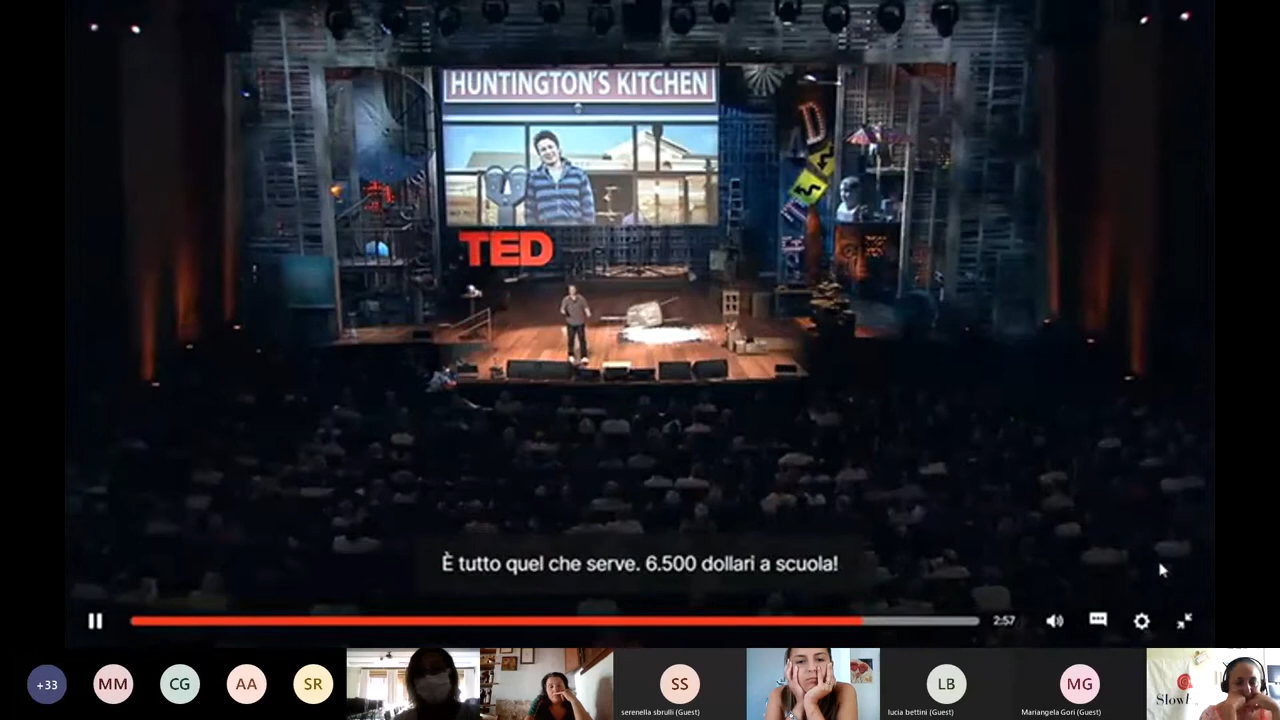 HUNTINGTON'S KITCHEN
TED
È tutto quel che serve. 6.500 dollari a scuola!
2:57
+33
MM
CG
AA
SR
SS
serenella sbrulli (Guest)
LB
lucia bettini (Guest)
MG
Mariangela Gori (Guest)